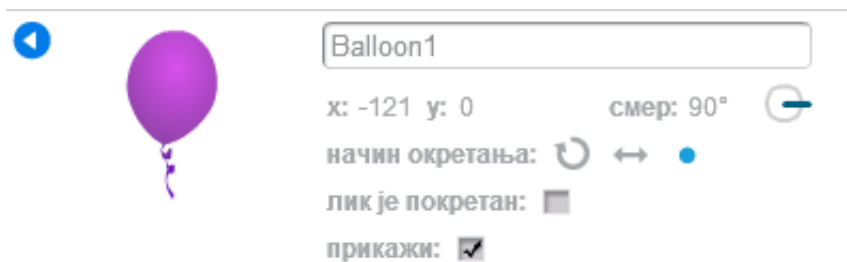 Balloon1
x: -121 y: 0 смер: 90°
начин окретања:
лик је покретан:
прикажи: